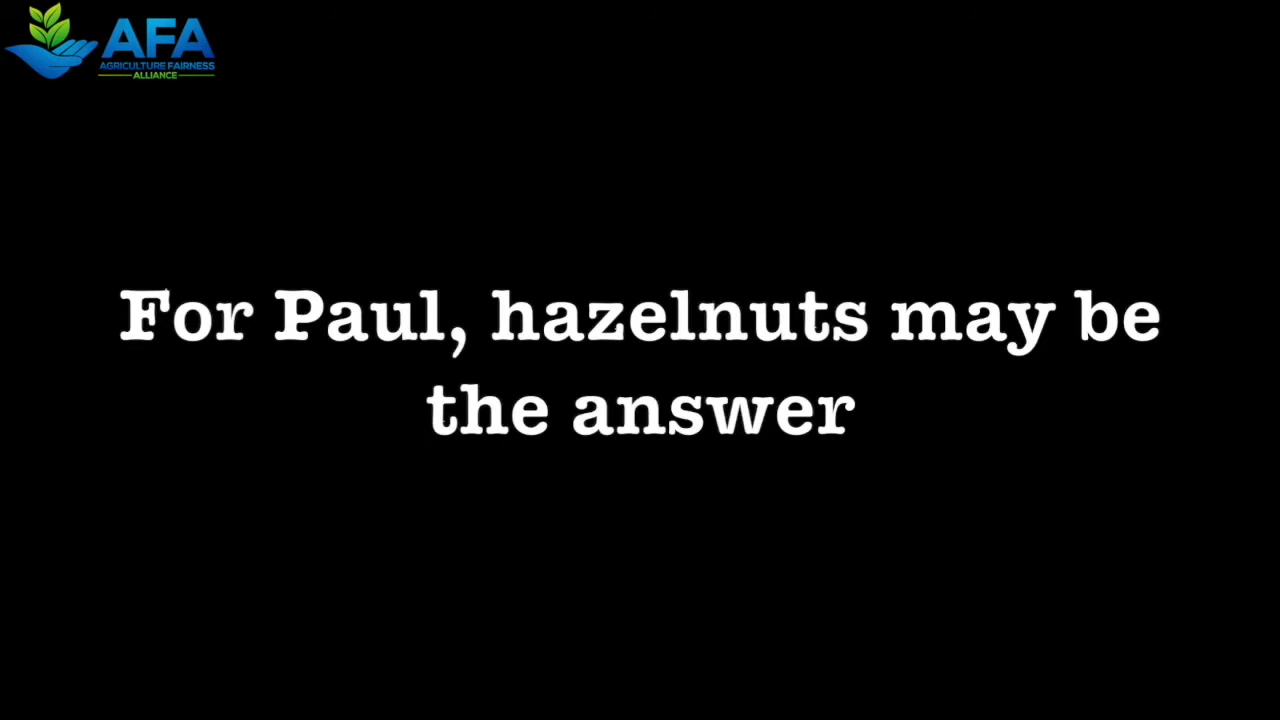 AFA
AGRICULTURE FAIRNESS
ALLIANCE
For Paul, hazelnuts may be
the answer